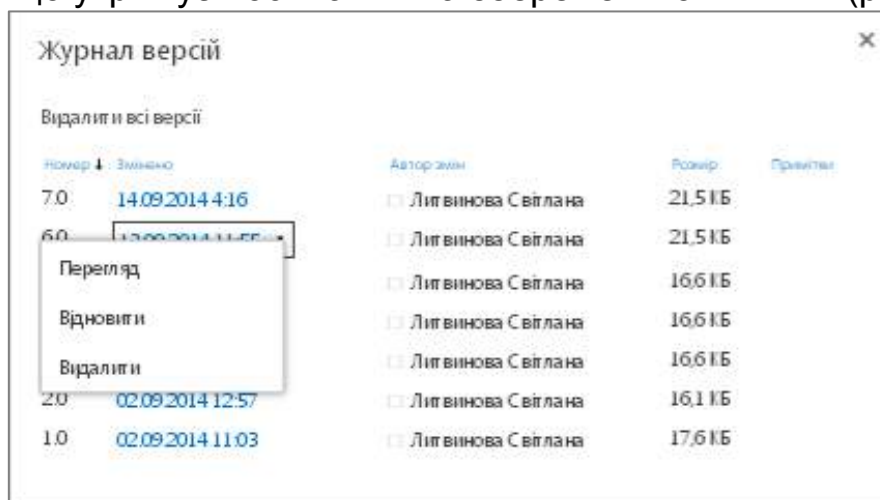 Журнал версій
Видалити всі версії
Номер Змінено Автор змін Розмір Примітки
7.0 14.09.2014 4:16 Литвинова Світлана 21,5 КБ
6.0 Литвинова Світлана 21,5 КБ
Перегляд
Литвинова Світлана 16,6 КБ
Відновити
Литвинова Світлана 16,6 КБ
Видалити
Литвинова Світлана 16,6 КБ
2.0 02.09.2014 12:57 Литвинова Світлана 16,1 КБ
1.0 02.09.2014 11:03 Литвинова Світлана 17,6 КБ